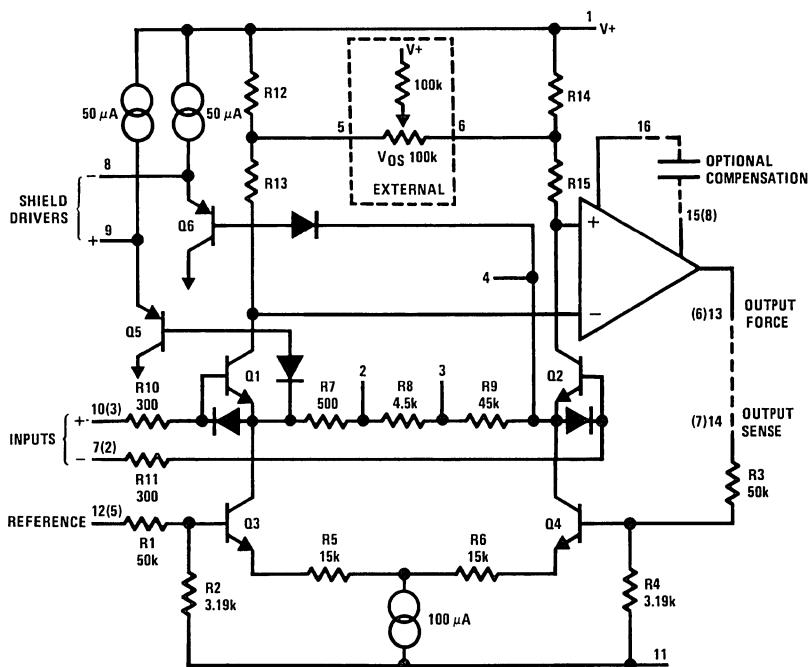 1
V+
V+
R12
100k
R14
50 μA
50 μA
5
6
16
VOS 100k
OPTIONAL
COMPENSATION
EXTERNAL
8
R13
R15
−
SHIELD
DRIVERS
Q6
15(8)
9
+
+
4
−
(6)13
OUTPUT
FORCE
Q5
R10
300
Q1
2
3
Q2
R7
500
R8
4.5k
R9
45k
10(3)
+
INPUTS
7(2)
−
(7)14
OUTPUT
SENSE
R11
300
R3
50k
12(5)
REFERENCE
Q3
Q4
R1
50k
R5
15k
R6
15k
R2
3.19k
R4
3.19k
100 μA
11